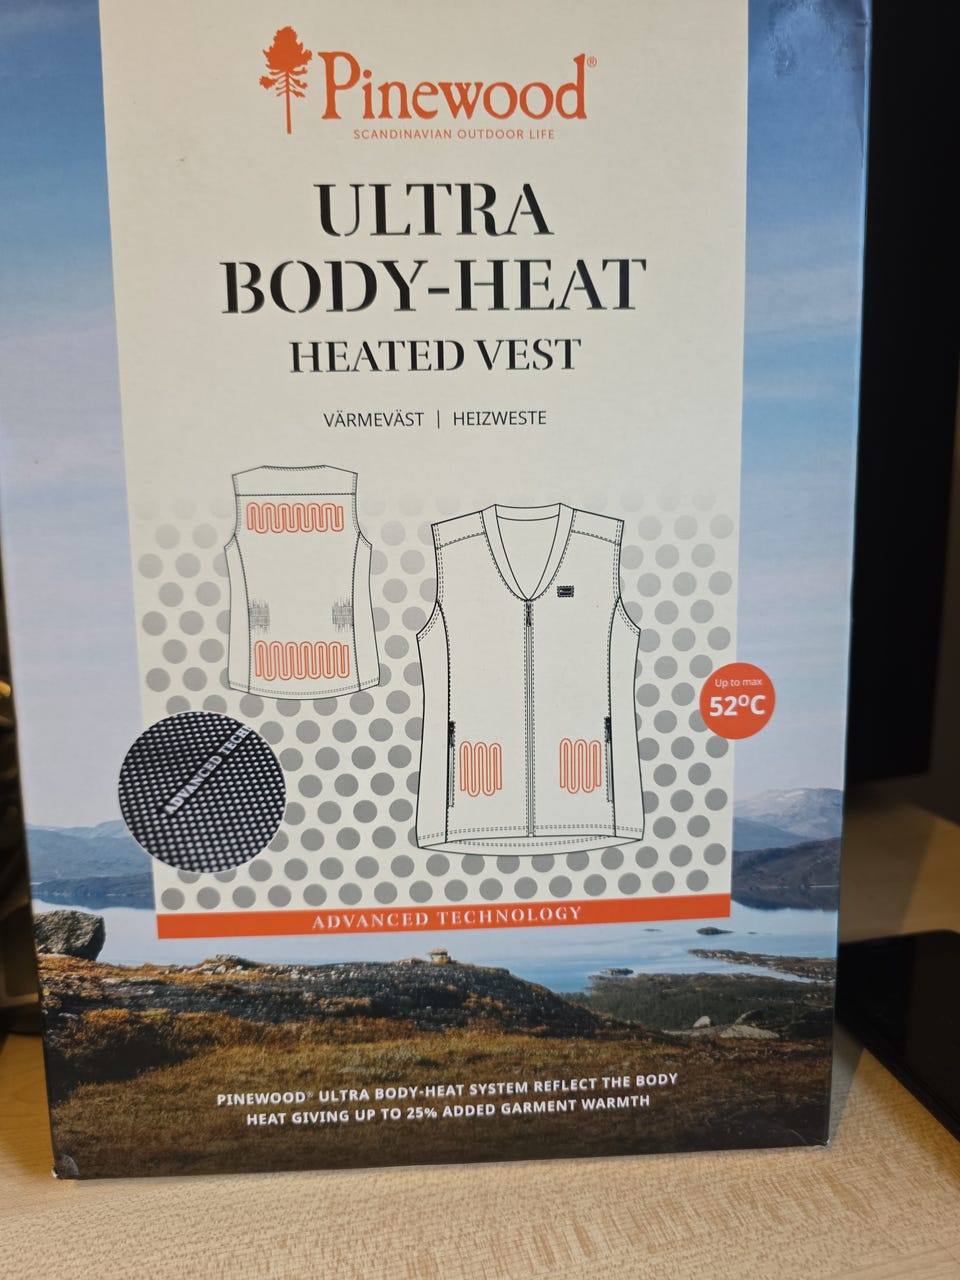 Pinewood®
SCANDINAVIAN OUTDOOR LIFE
ULTRA
BODY-HEAT
HEATED VEST
VÄRMEVÄST | HEIZWESTE
Up to max
52°C
ADVANCED TECH
ADVANCED TECHNOLOGY
PINEWOOD® ULTRA BODY-HEAT SYSTEM REFLECT THE BODY
HEAT GIVING UP TO 25% ADDED GARMENT WARMTH